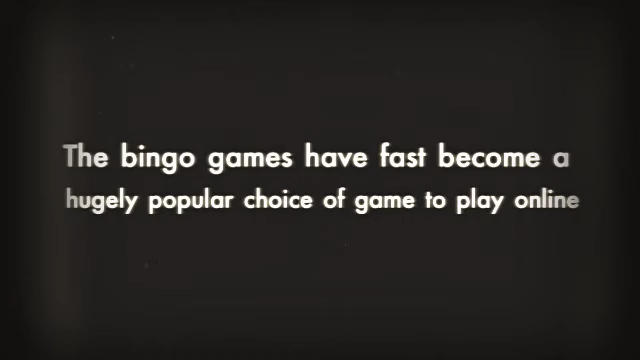 The bingo games have fast become a
hugely popular choice of game to play online